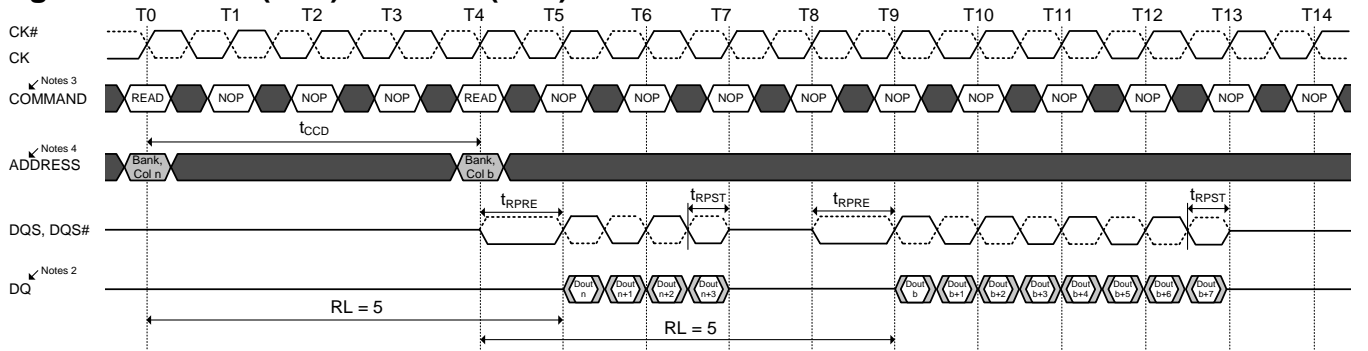 T0 T1 T2 T3 T4 T5 T6 T7 T8 T9 T10 T11 T12 T13 T14
CK#
CK
Notes 3
COMMAND READ NOP NOP NOP READ NOP NOP NOP NOP NOP NOP NOP NOP NOP NOP
tCCD
Notes 4
ADDRESS Bank, Col n Bank, Col b
tRPRE tRPST tRPRE tRPST
DQS, DQS#
Notes 2
DQ Dout n Dout n+1 Dout n+2 Dout n+3 Dout b Dout b+1 Dout b+2 Dout b+3 Dout b+4 Dout b+5 Dout b+6 Dout b+7
RL = 5
RL = 5